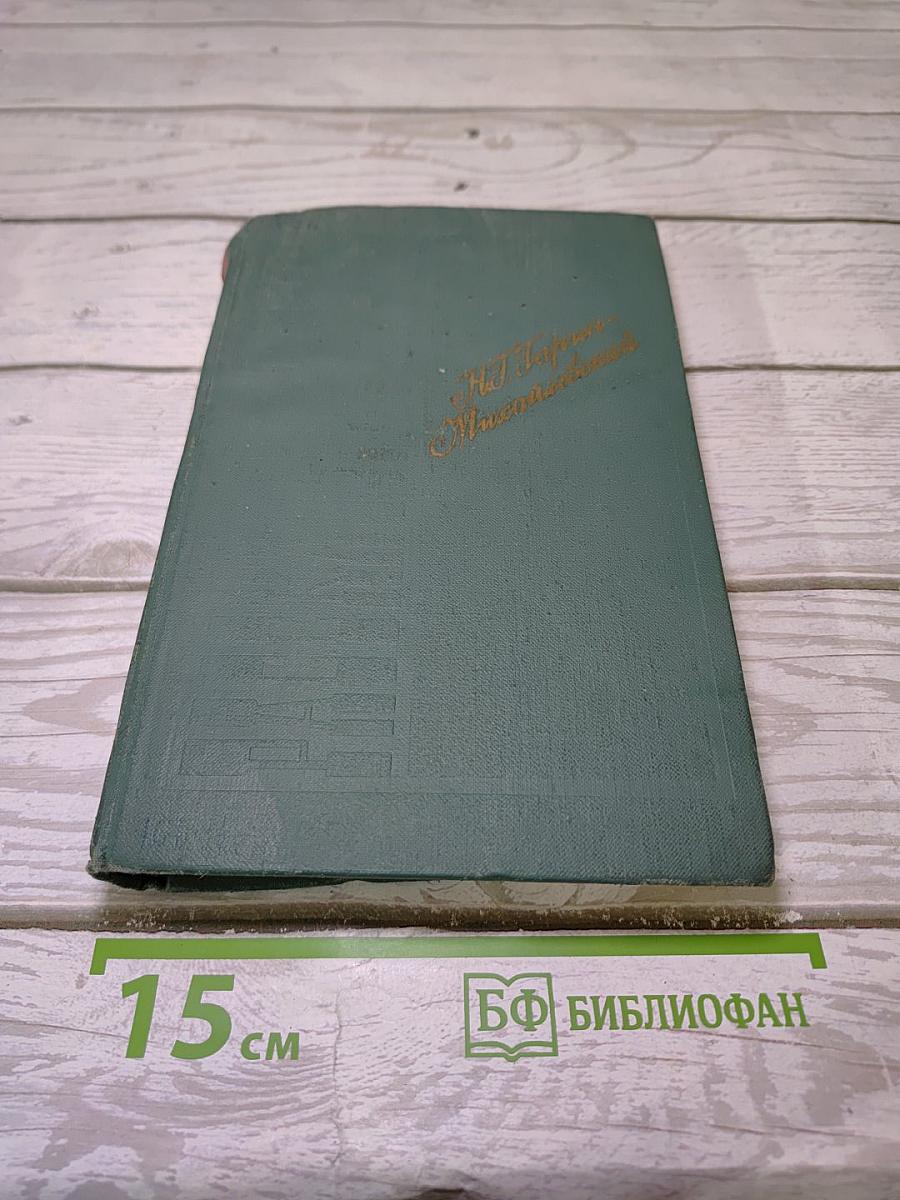 Н.Г. Гарин-
Михайловский
15 см
БФ БИБЛИОФАН